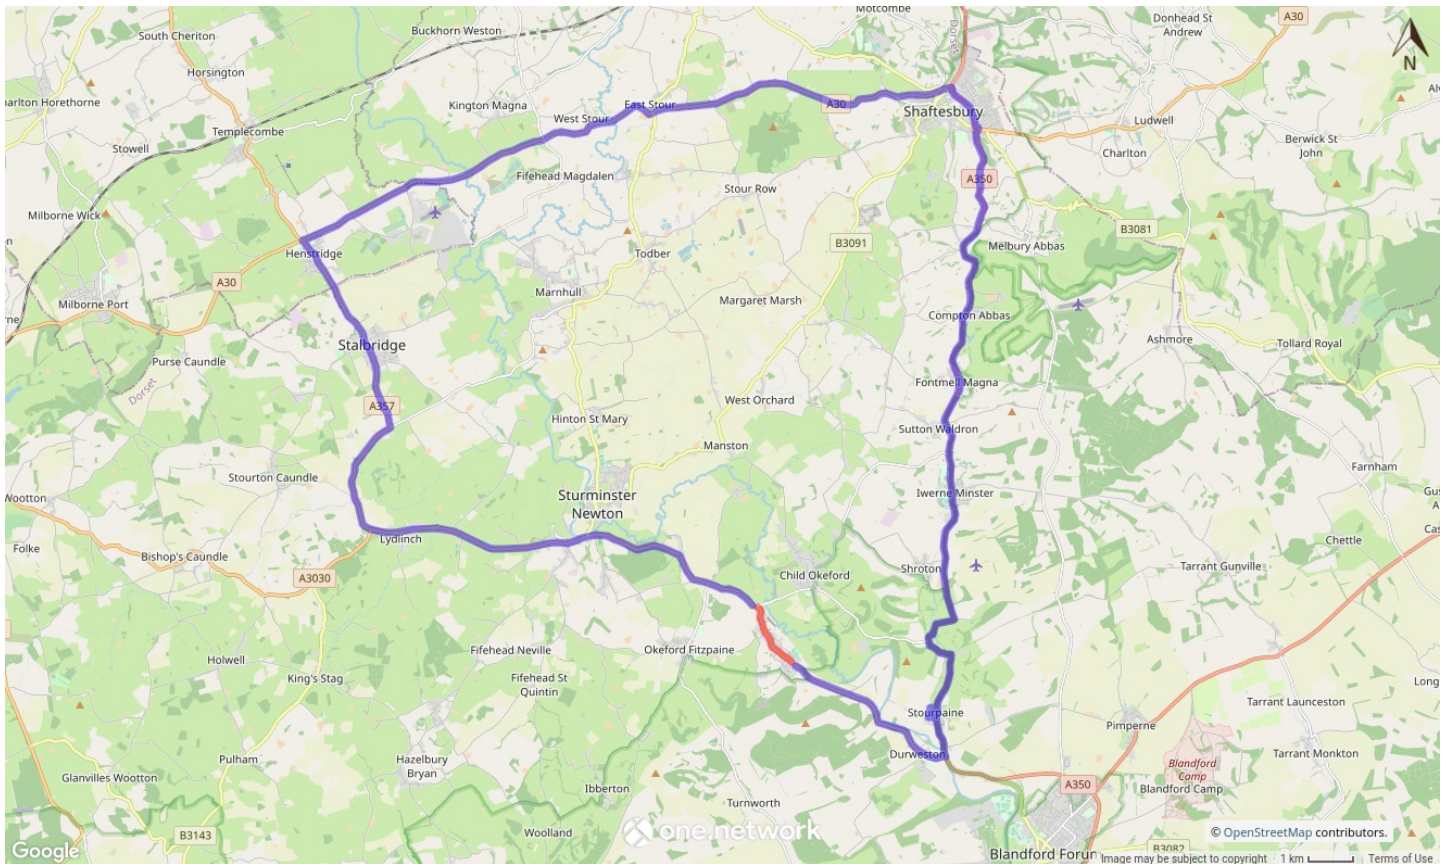 Motcombe
Buckhorn Weston
Donhead St
Andrew
A30
South Cheriton
N
Horsington
Dorset
Kington Magna
East Stour
A30
West Stour
Shaftesbury
Ludwell
Templecombe
Berwick St
John
Stowell
Charlton
Fifehead Magdalen
A350
Stour Row
Milborne Wick
B3081
B3091
Melbury Abbas
Henstridge
Todber
A30
Marnhull
Milborne Port
Margaret Marsh
Compton Abbas
Ashmore
Tollard Royal
Stalbridge
Purse Caundle
Dorset
Fontmell Magna
A357
West Orchard
Hinton St Mary
Sutton Waldron
Manston
Farnham
Stourton Caundle
Sturminster
Newton
Iwerne Minster
Wootton
Lydlinch
Chettle
Folke
Bishop's Caundle
Shroton
Tarrant Gunville
A3030
Child Okeford
Holwell
Fifehead Neville
Okeford Fitzpaine
King's Stag
Fifehead St
Quintin
Tarrant Launceston
Stourpaine
Pimperne
Durweston
Tarrant Monkton
Pulham
Hazelbury
Bryan
Blandford
Camp
Glanvilles Wootton
A350
Blandford Camp
Ibberton
Turnworth
Woolland
one.network
B3143
© OpenStreetMap contributors.
Google
B3082
Blandford Forum
Image may be subject to copyright
1 km
Terms of Use